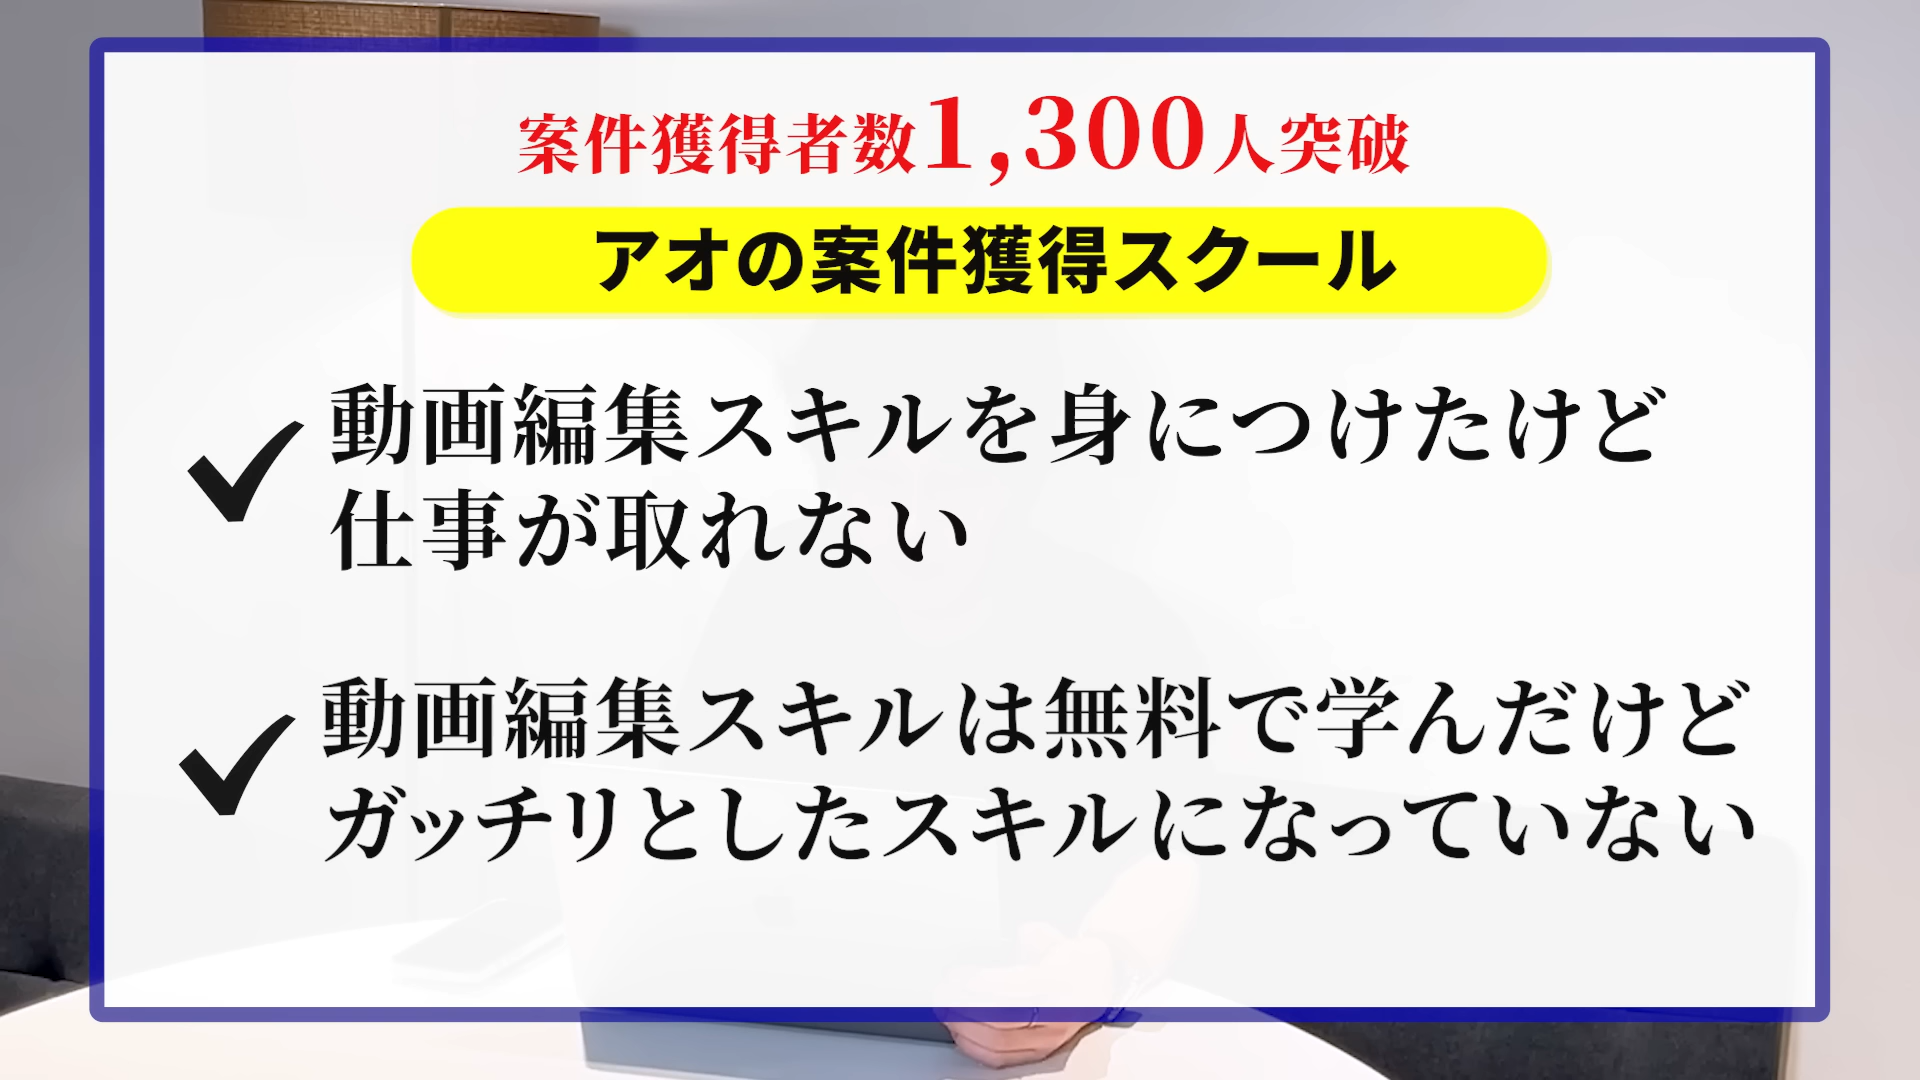 案件獲得者数1,300人突破
アオの案件獲得スクール
動画編集スキルを身につけたけど
仕事が取れない
動画編集スキルは無料で学んだけど
ガッチリとしたスキルになっていない